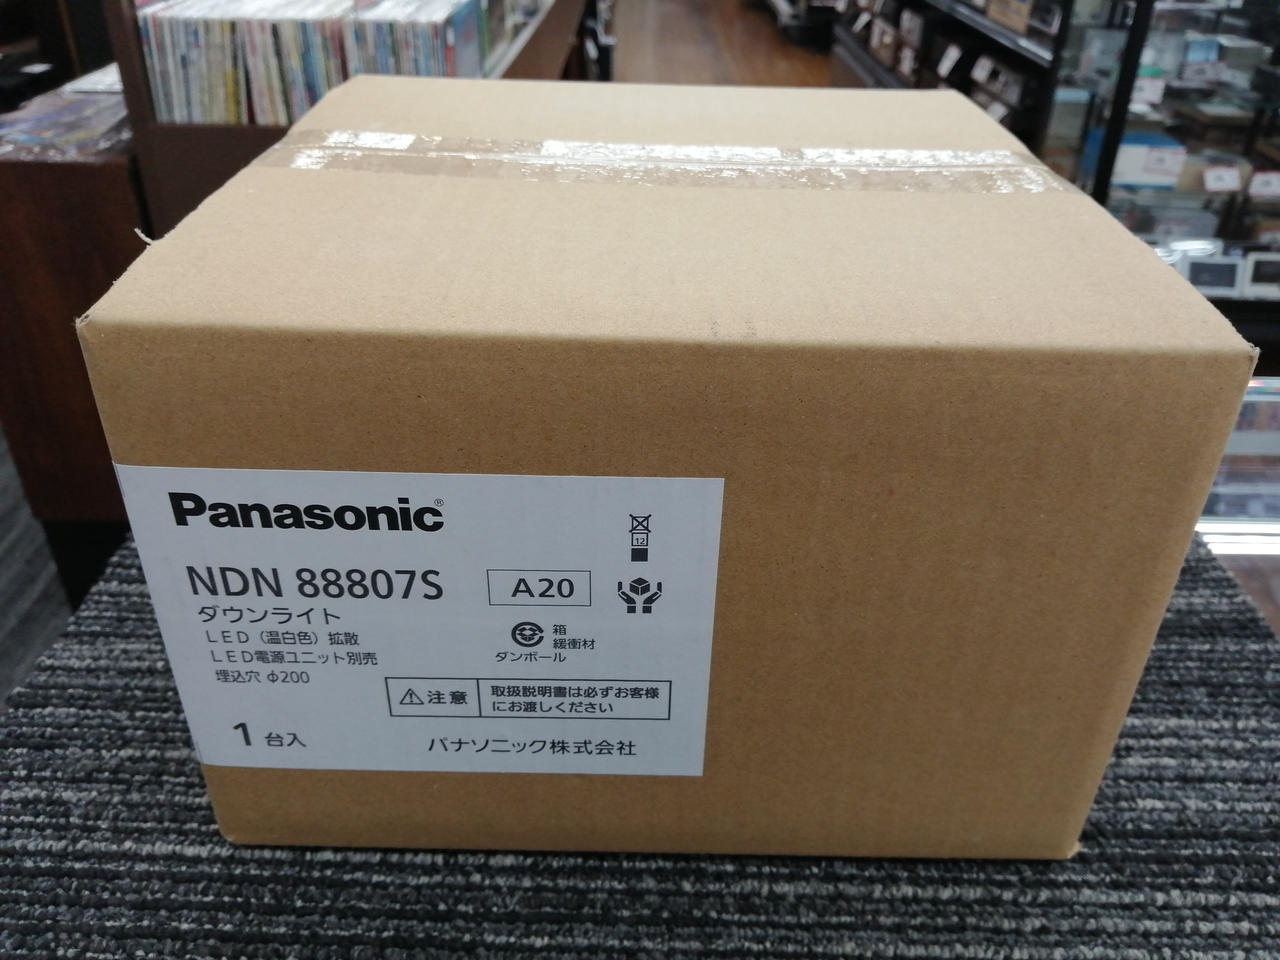 Panasonic®
NDN 88807S
A20
ダウンライト
LED（温白色）拡散
LED電源ユニット別売
埋込穴 φ200
12
箱
緩衝材
ダンボール
注意
取扱説明書は必ずお客様
にお渡しください
1 台入
パナソニック株式会社